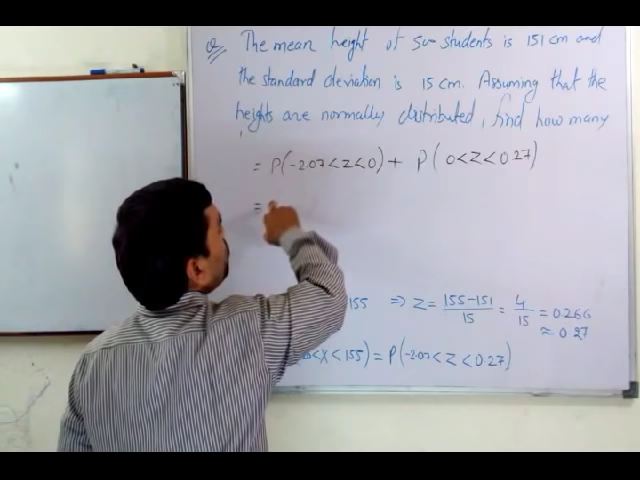 Q The mean height of 500 students is 151 cm and
the standard deviation is 15 cm. Assuming that the
heights are normally distributed, find how many
= P(-2.07<Z<0) + P(0<Z<0.27)
=
155 ⇒ Z = 155-151/15 = 4/15 = 0.266
≈ 0.27
<X<155) = P(-2.07<Z<0.27)